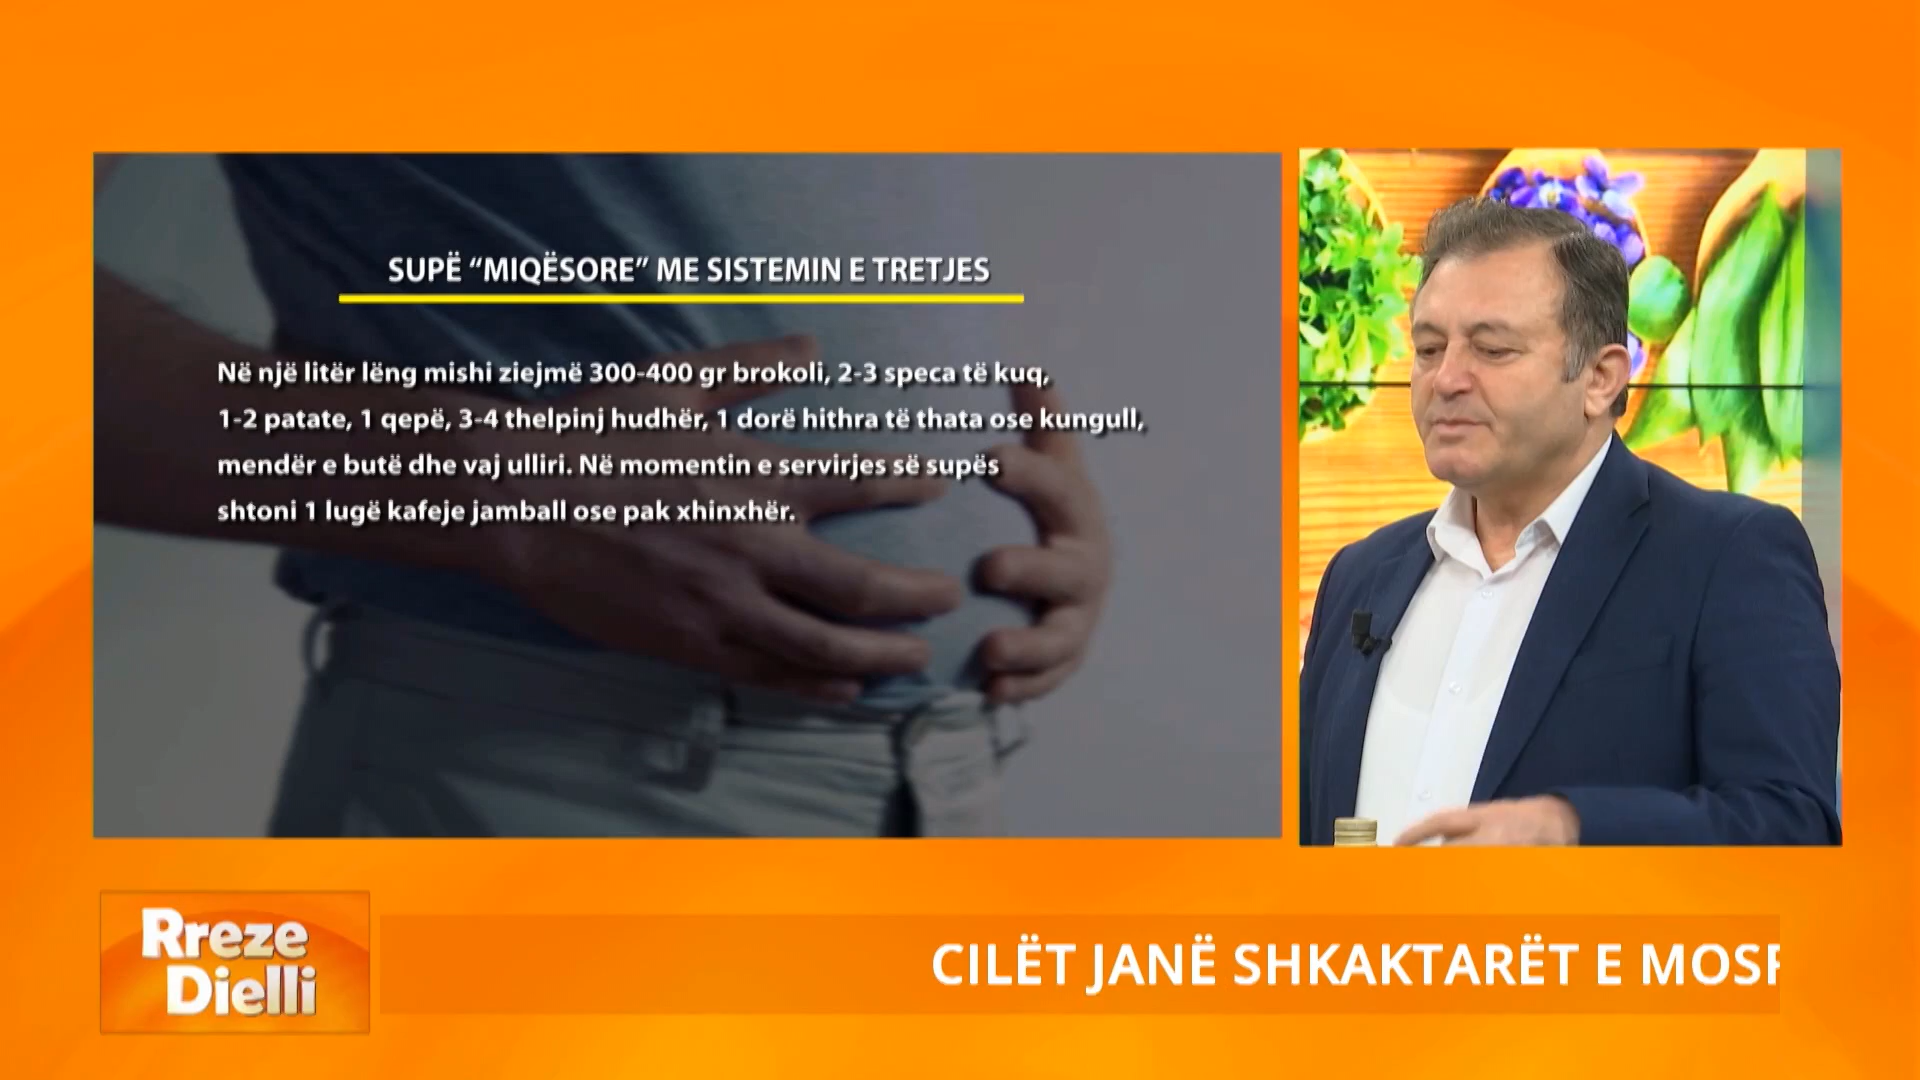 SUPË “MIQËSORE” ME SISTEMIN E TRETJES
Në një litër lëng mishi ziejmë 300-400 gr brokoli, 2-3 speca të kuq,
1-2 patate, 1 qepë, 3-4 thelpinj hudhër, 1 dorë hithra të thata ose kungull,
mendër e butë dhe vaj ulliri. Në momentin e servirjes së supës
shtoni 1 lugë kafeje jamball ose pak xhinxhër.
Rreze
Dielli
CILËT JANË SHKAKTARËT E